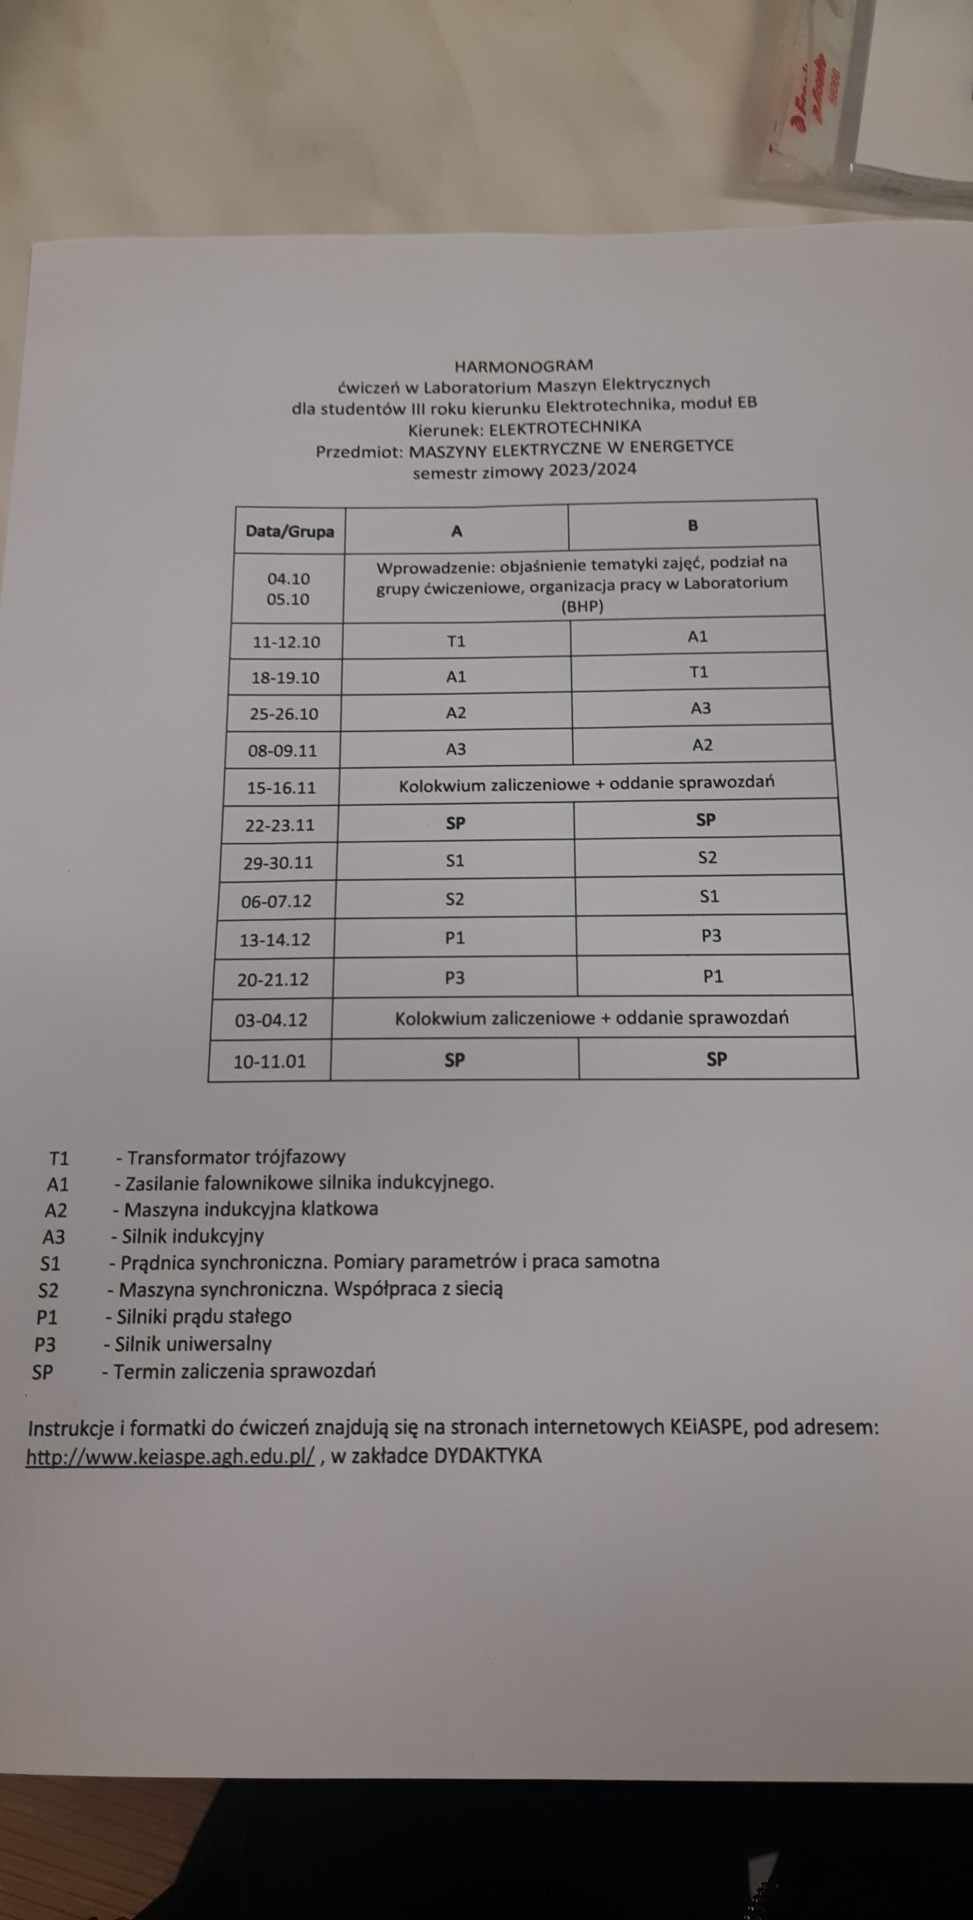 HARMONOGRAM
ćwiczeń w Laboratorium Maszyn Elektrycznych
dla studentów III roku kierunku Elektrotechnika, moduł EB
Kierunek: ELEKTROTECHNIKA
Przedmiot: MASZYNY ELEKTRYCZNE W ENERGETYCE
semestr zimowy 2023/2024
Data/Grupa A B
04.10
05.10
Wprowadzenie: objaśnienie tematyki zajęć, podział na
grupy ćwiczeniowe, organizacja pracy w Laboratorium
(BHP)
11-12.10 T1 A1
18-19.10 A1 T1
25-26.10 A2 A3
08-09.11 A3 A2
15-16.11 Kolokwium zaliczeniowe + oddanie sprawozdań
22-23.11 SP SP
29-30.11 S1 S2
06-07.12 S2 S1
13-14.12 P1 P3
20-21.12 P3 P1
03-04.12 Kolokwium zaliczeniowe + oddanie sprawozdań
10-11.01 SP SP
T1 - Transformator trójfazowy
A1 - Zasilanie falownikowe silnika indukcyjnego.
A2 - Maszyna indukcyjna klatkowa
A3 - Silnik indukcyjny
S1 - Prądnica synchroniczna. Pomiary parametrów i praca samotna
S2 - Maszyna synchroniczna. Współpraca z siecią
P1 - Silniki prądu stałego
P3 - Silnik uniwersalny
SP - Termin zaliczenia sprawozdań
Instrukcje i formatki do ćwiczeń znajdują się na stronach internetowych KEiASPE, pod adresem:
http://www.keiaspe.agh.edu.pl/ , w zakładce DYDAKTYKA